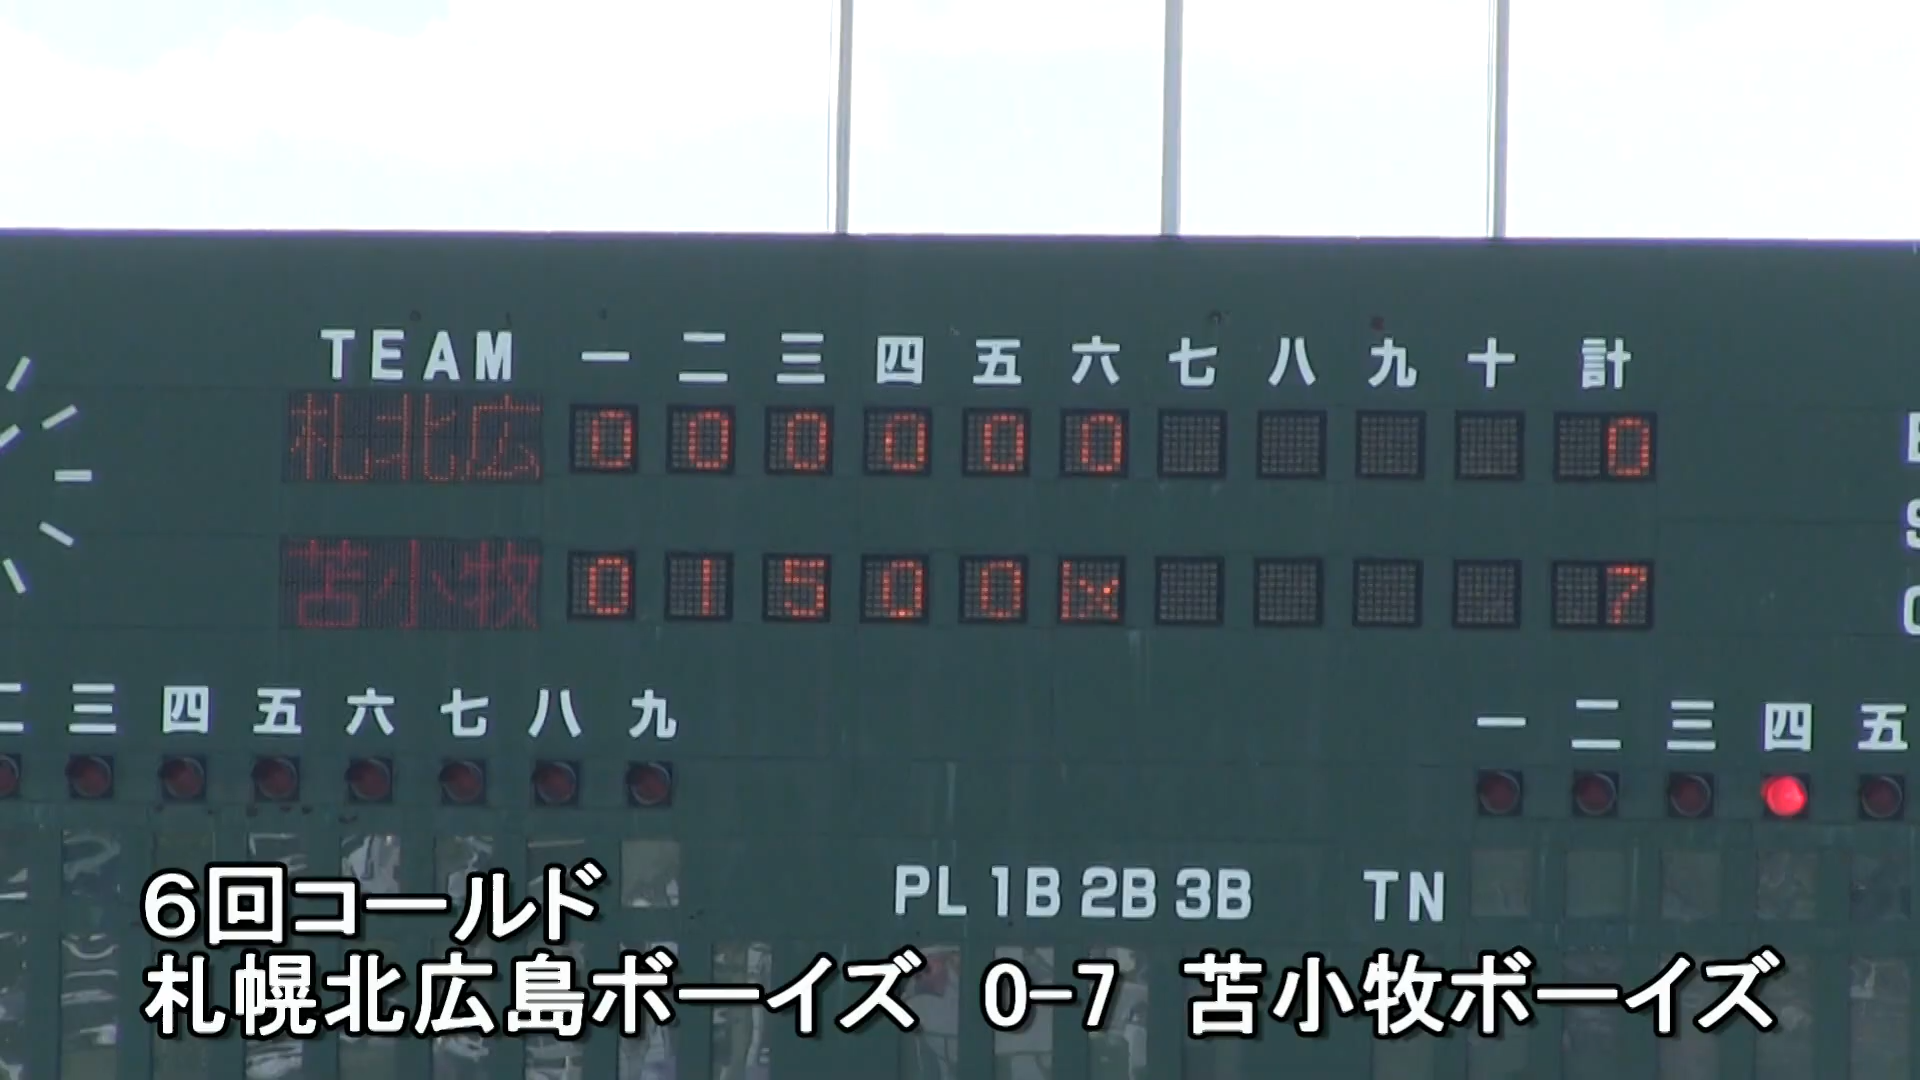 TEAM 一 二 三 四 五 六 七 八 九 十 計
札北広 0 0 0 0 0 0 0
苫小牧 0 1 5 0 0 1x 7
二 三 四 五 六 七 八 九 一 二 三 四 五
PL 1B 2B 3B TN
6回コールド
札幌北広島ボーイズ 0-7 苫小牧ボーイズ